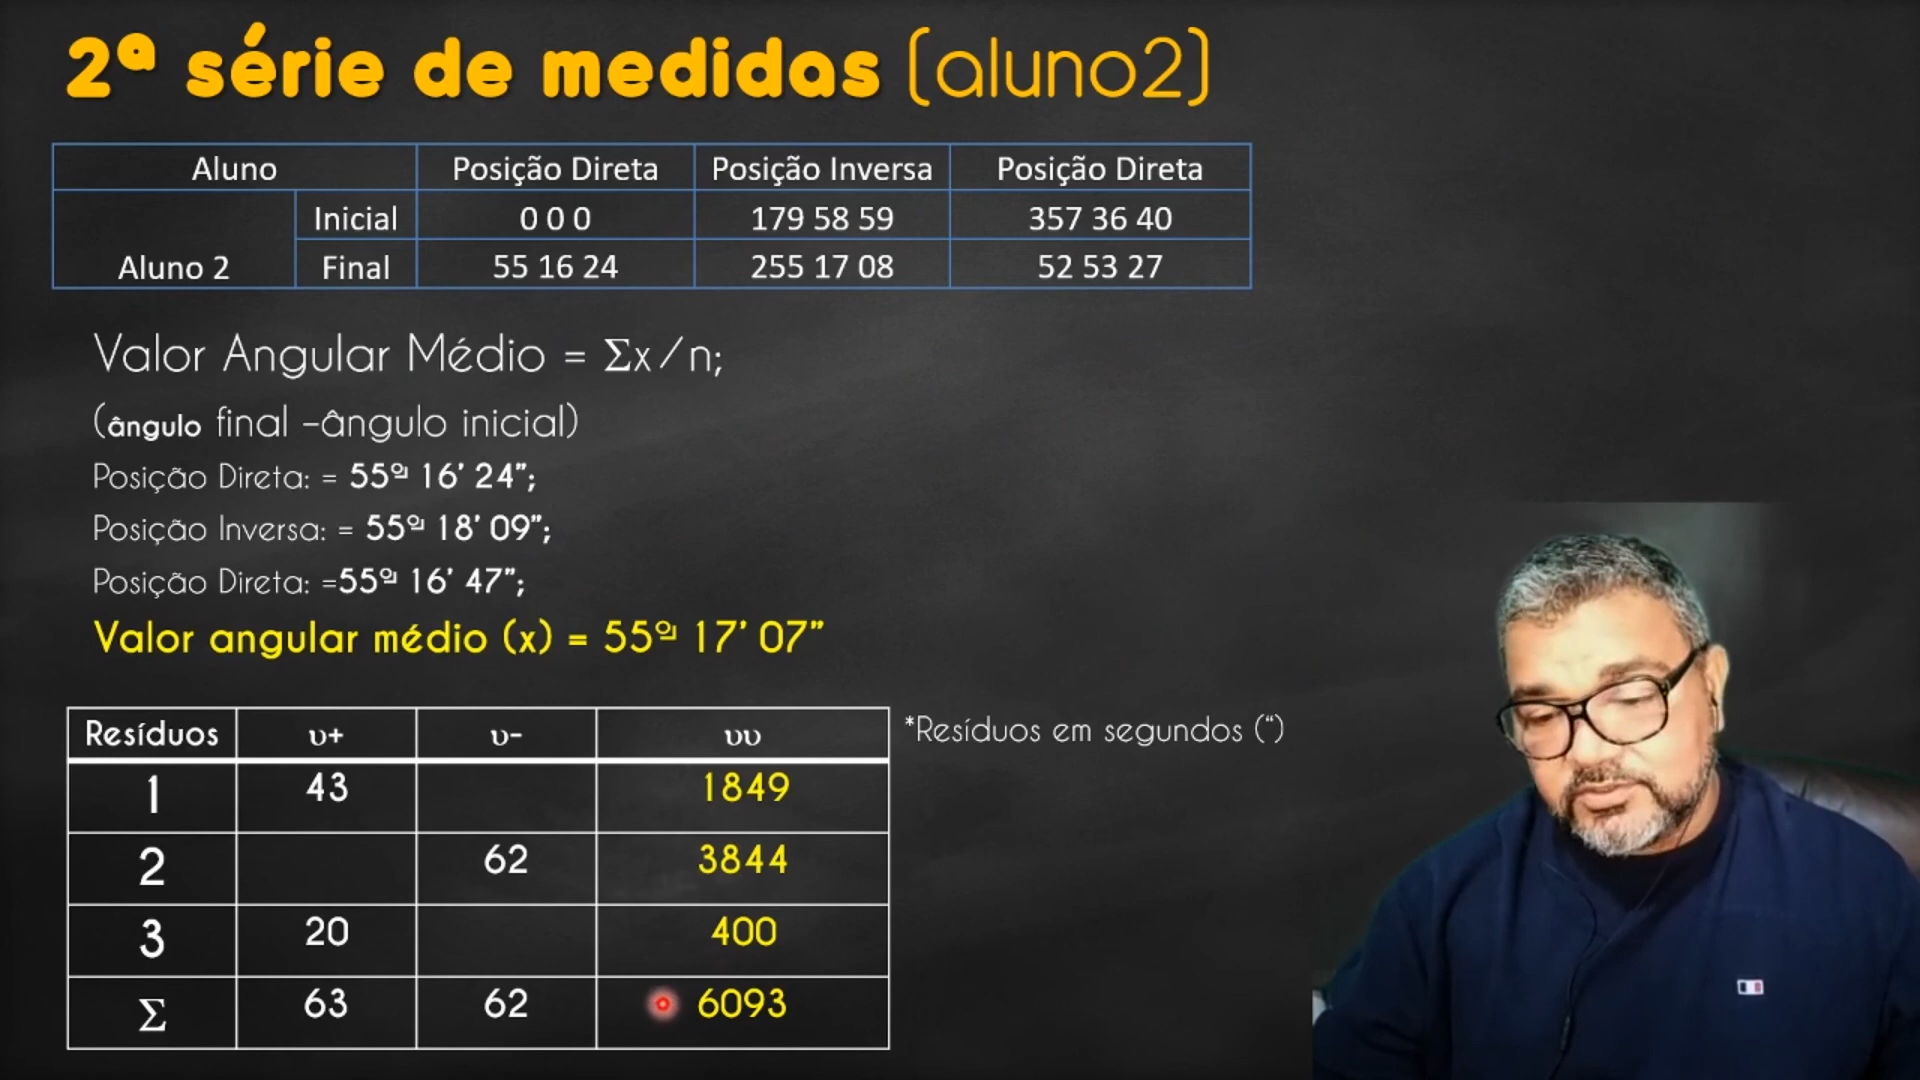 2ª série de medidas (aluno2)
Aluno Posição Direta Posição Inversa Posição Direta
Inicial 0 0 0 179 58 59 357 36 40
Aluno 2 Final 55 16 24 255 17 08 52 53 27
Valor Angular Médio = Σx/n;
(ângulo final –ângulo inicial)
Posição Direta: = 55º 16’ 24”;
Posição Inversa: = 55º 18’ 09”;
Posição Direta: =55º 16’ 47”;
Valor angular médio (x) = 55º 17’ 07”
Resíduos υ+ υ- υυ
*Resíduos em segundos (“)
1 43 1849
2 62 3844
3 20 400
Σ 63 62 6093